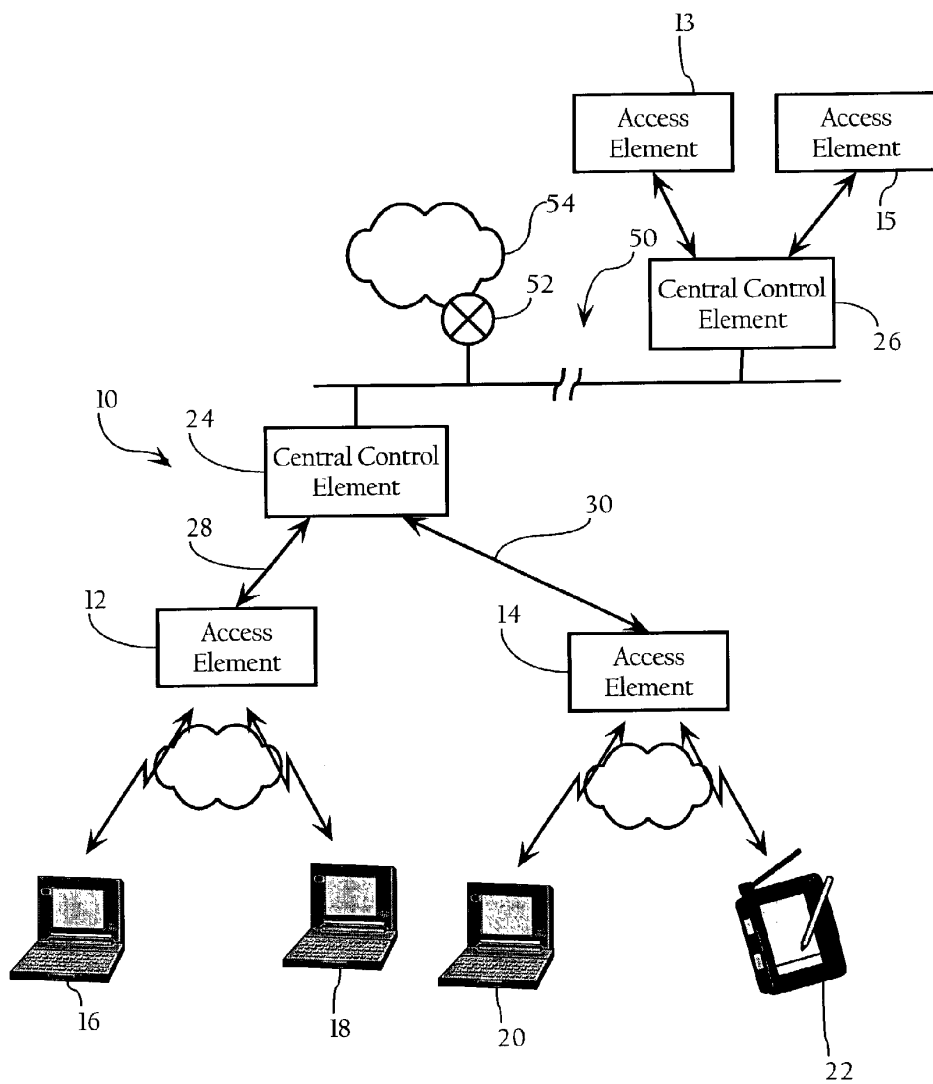 13
Access
Element
Access
Element
15
54
50
52
Central Control
Element
26
10
24
Central Control
Element
28
30
12
Access
Element
14
Access
Element
16
18
20
22